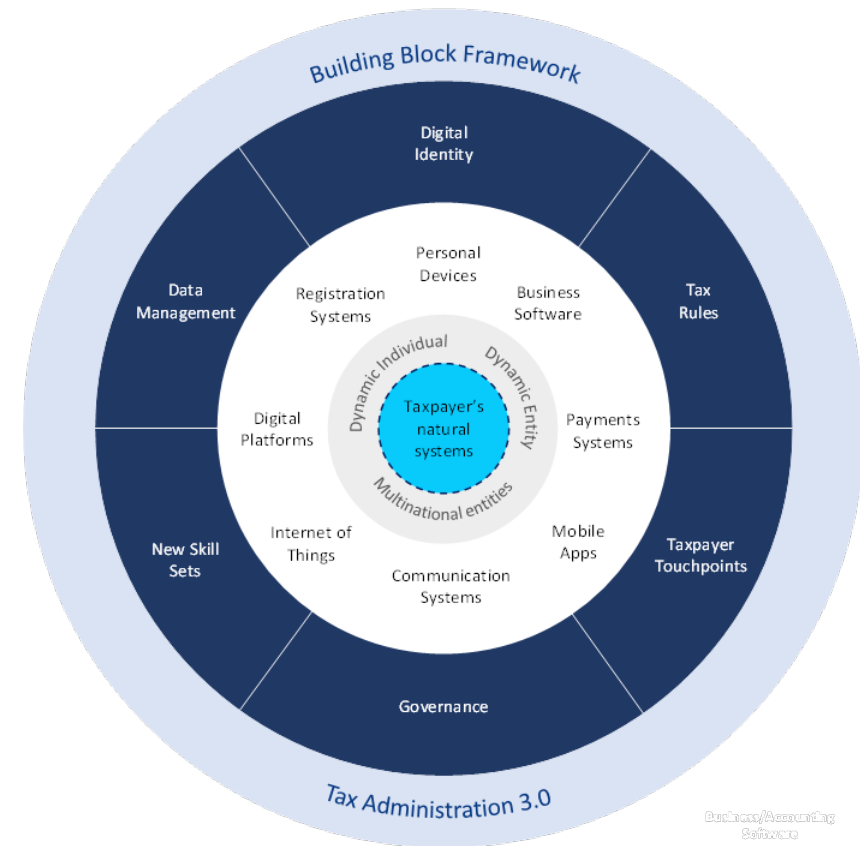 Building Block Framework
Digital
Identity
Tax
Rules
Taxpayer
Touchpoints
Governance
New Skill
Sets
Data
Management
Personal
Devices
Business
Software
Payments
Systems
Mobile
Apps
Communication
Systems
Internet of
Things
Digital
Platforms
Registration
Systems
Dynamic Individual
Dynamic Entity
Multinational entities
Taxpayer's
natural
systems
Tax Administration 3.0
Business/Accounting
Software